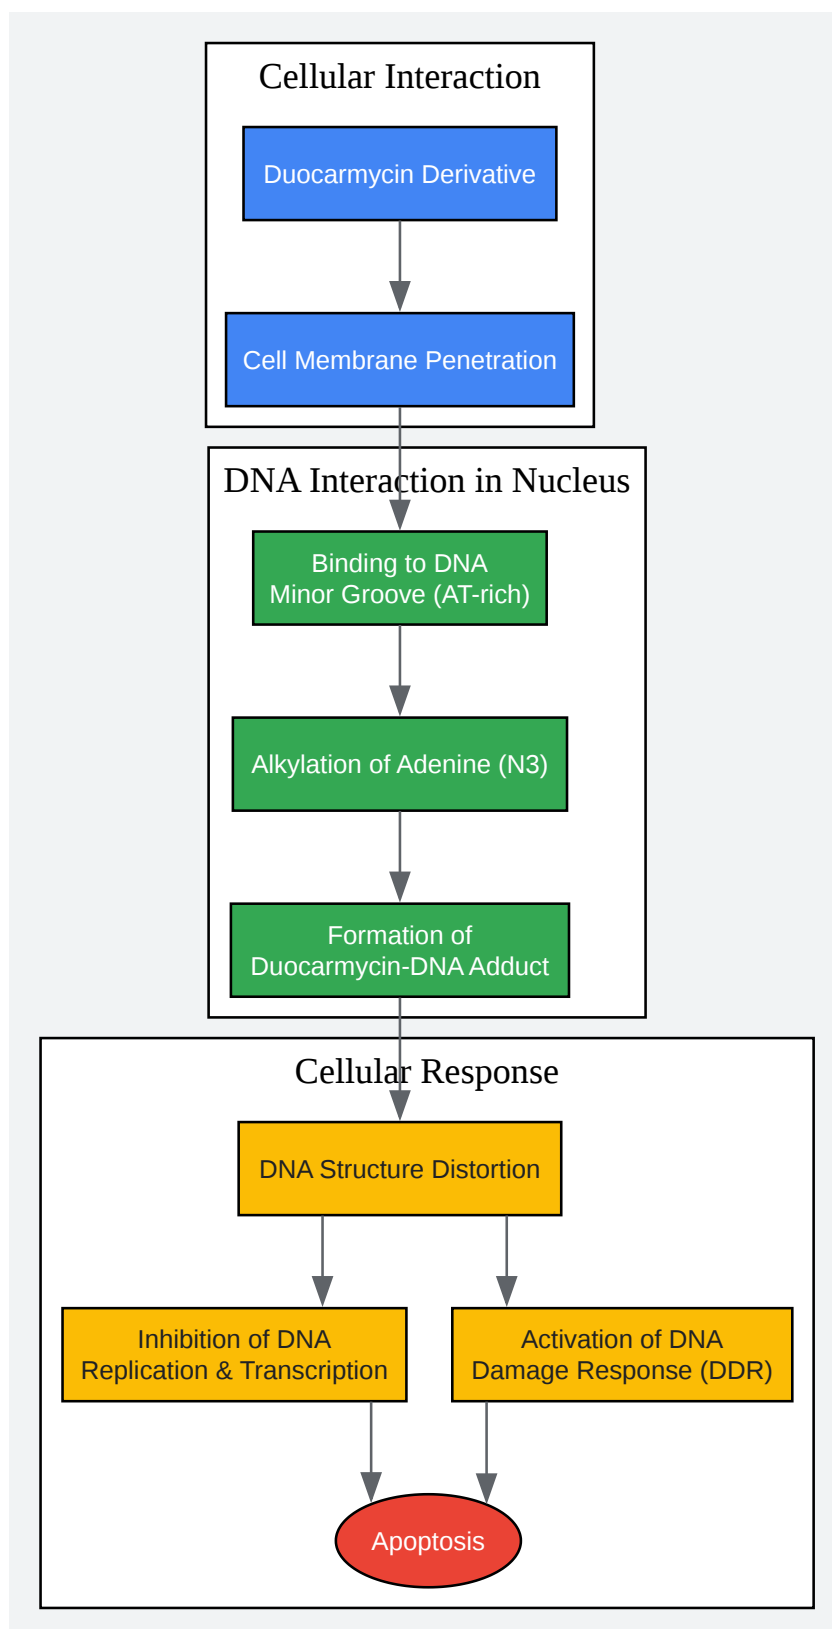 Cellular Interaction
Duocarmycin Derivative
Cell Membrane Penetration
DNA Interaction in Nucleus
Binding to DNA
Minor Groove (AT-rich)
Alkylation of Adenine (N3)
Formation of
Duocarmycin-DNA Adduct
Cellular Response
DNA Structure Distortion
Inhibition of DNA
Replication & Transcription
Activation of DNA
Damage Response (DDR)
Apoptosis